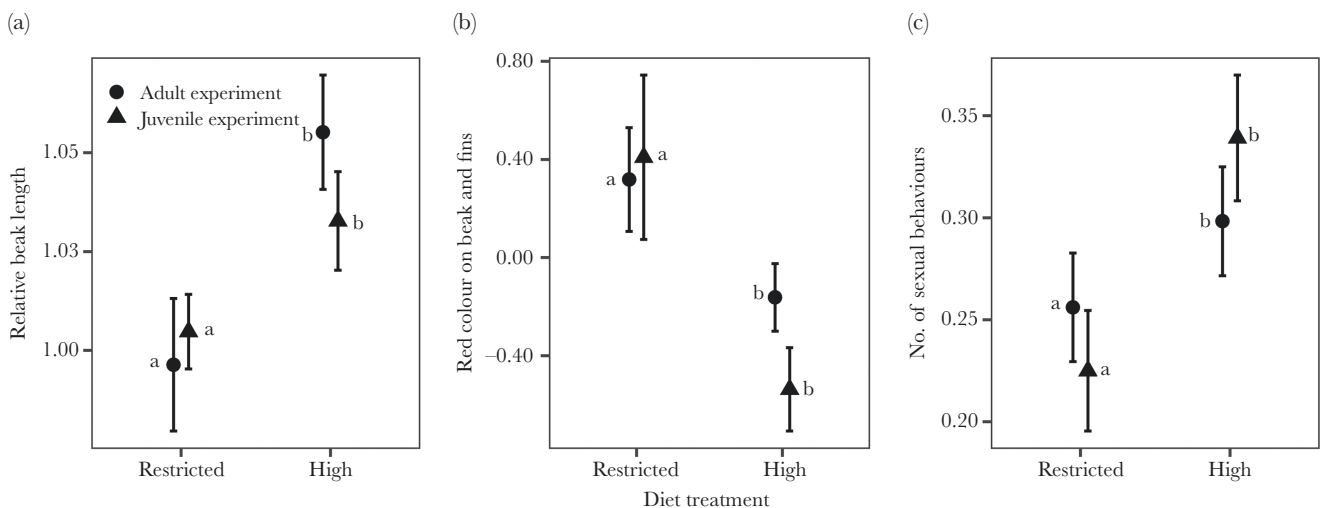 (a)
Relative beak length
1.05
1.03
1.00
Adult experiment
Juvenile experiment
b
b
a
a
Restricted
High
(b)
Red colour on beak and fins
0.80
0.40
0.00
−0.40
a
a
b
b
Restricted
High
Diet treatment
(c)
No. of sexual behaviours
0.35
0.30
0.25
0.20
b
b
a
a
Restricted
High